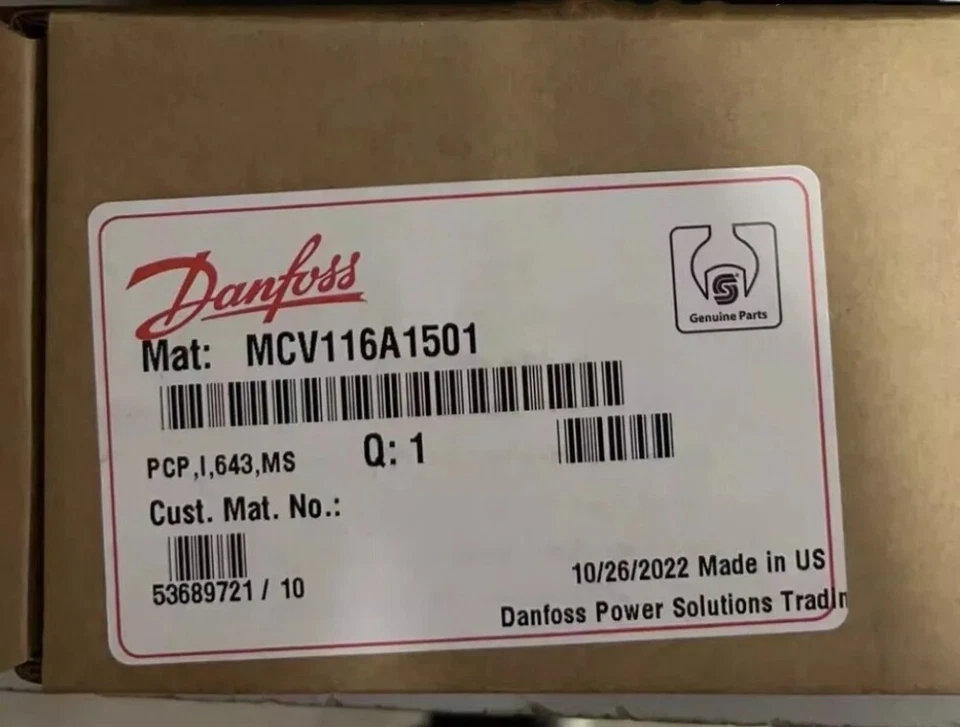 Danfoss
Genuine Parts
Mat: MCV116A1501
PCP,I,643,MS Q: 1
Cust. Mat. No.:
53689721 / 10
10/26/2022 Made in US
Danfoss Power Solutions Tradin